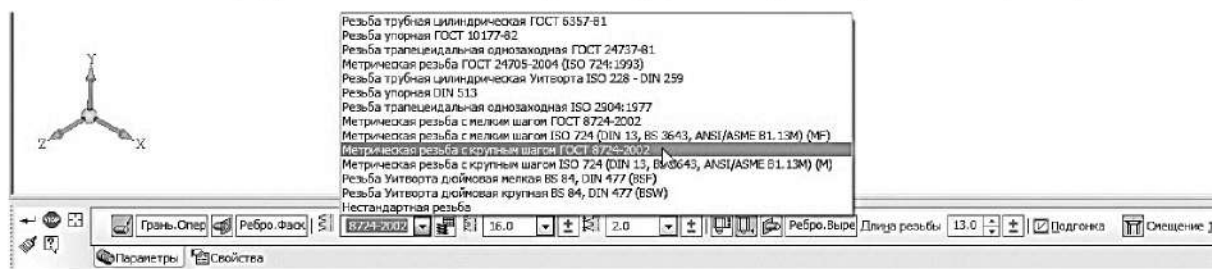 Резьба трубная цилиндрическая ГОСТ 6357-81
Резьба упорная ГОСТ 10177-82
Резьба трапецеидальная однозаходная ГОСТ 24737-81
Метрическая резьба ГОСТ 24705-2004 (ISO 724:1993)
Резьба трубная цилиндрическая Уитворта ISO 228 - DIN 259
Резьба упорная DIN 513
Резьба трапецеидальная однозаходная ISO 2904:1977
Метрическая резьба с мелким шагом ГОСТ 8724-2002
Метрическая резьба с мелким шагом ISO 724 (DIN 13, BS 3643, ANSI/ASME B1.13M) (MF)
Метрическая резьба с крупным шагом ГОСТ 8724-2002
Метрическая резьба с крупным шагом ISO 724 (DIN 13, BS 3643, ANSI/ASME B1.13M) (M)
Резьба Уитворта дюймовая мелкая BS 84, DIN 477 (BSF)
Резьба Уитворта дюймовая крупная BS 84, DIN 477 (BSW)
Нестандартная резьба
Y
Z X
STOP Грань.Опер Ребро.Фаск 8724-2002 16.0 2.0 Ребро.Выре Длина резьбы 13.0 Подгонка Смещение
Параметры Свойства